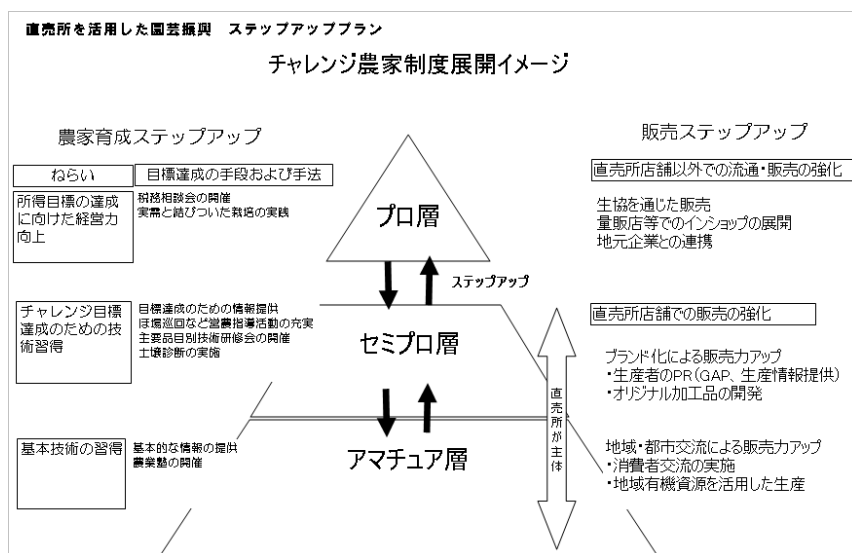 直売所を活用した園芸振興　ステップアッププラン
チャレンジ農家制度展開イメージ
農家育成ステップアップ
販売ステップアップ
ねらい
目標達成の手段および手法
所得目標の達成
に向けた経営力
向上
税務相談会の開催
実需と結びついた栽培の実践
プロ層
直売所店舗以外での流通・販売の強化
生協を通じた販売
量販店等でのインショップの展開
地元企業との連携
ステップアップ
チャレンジ目標
達成のための技
術習得
目標達成のための情報提供
ほ場巡回など営農指導活動の充実
主要品目別技術研修会の開催
土壌診断の実施
セミプロ層
直売所店舗での販売の強化
ブランド化による販売力アップ
・生産者のPR(GAP、生産情報提供)
・オリジナル加工品の開発
直売所が主体
基本技術の習得
基本的な情報の提供
農業塾の開催
アマチュア層
地域・都市交流による販売力アップ
・消費者交流の実施
・地域有機資源を活用した生産